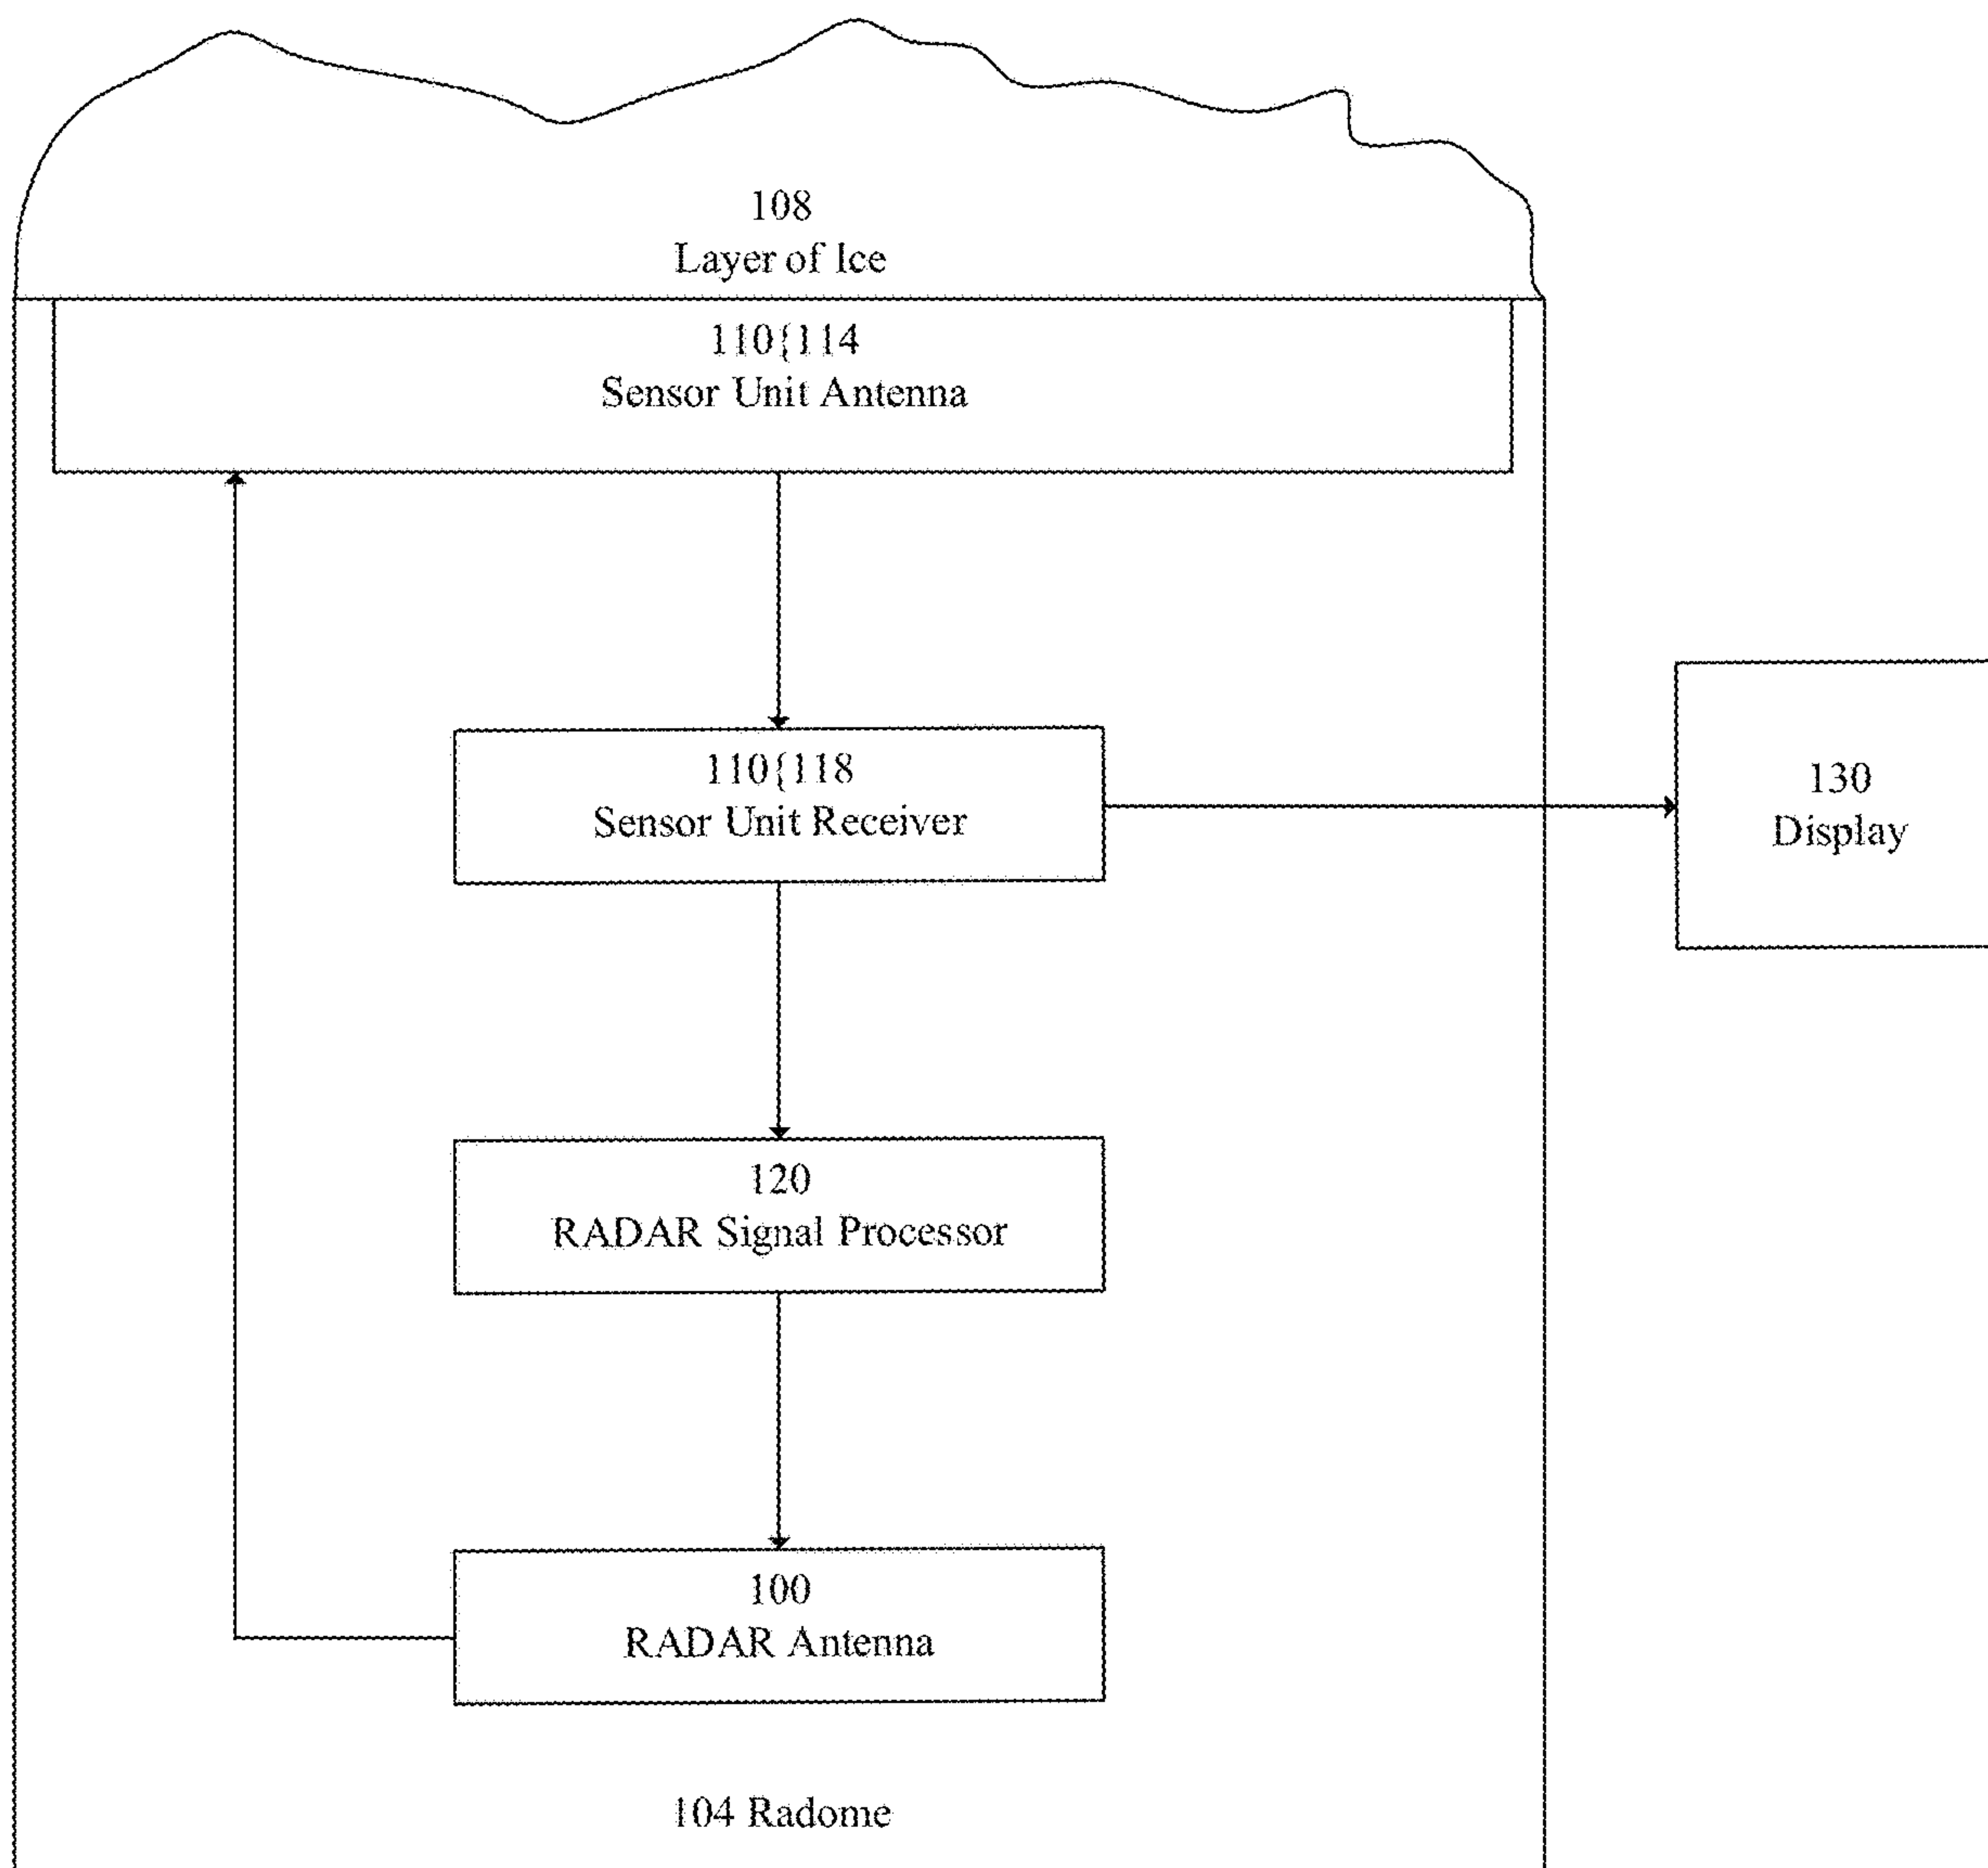 108
Layer of Ice
110{114
Sensor Unit Antenna
110{118
Sensor Unit Receiver
130
Display
120
RADAR Signal Processor
100
RADAR Antenna
104 Radome